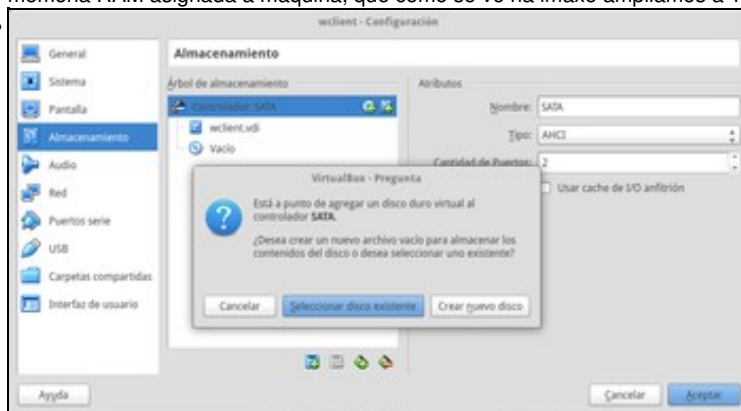 memoria RAM asignada á máquina, que como se ve na imaxe ampliamos a
wclient - Configuración
General
Sistema
Pantalla
Almacenamiento
Audio
Red
Puertos serie
USB
Carpetas compartidas
Interfaz de usuario
Almacenamiento
Árbol de almacenamiento
Controlador: SATA
wclient.vdi
Vacío
Atributos
Nombre: SATA
Tipo: AHCI
Cantidad de Puertos: 2
Usar cache de I/O anfitrión
VirtualBox - Pregunta
Está a punto de agregar un disco duro virtual al
controlador SATA.
¿Desea crear un nuevo archivo vacío para almacenar los
contenidos del disco o desea seleccionar uno existente?
Cancelar Seleccionar disco existente Crear nuevo disco
Ayuda Cancelar Aceptar